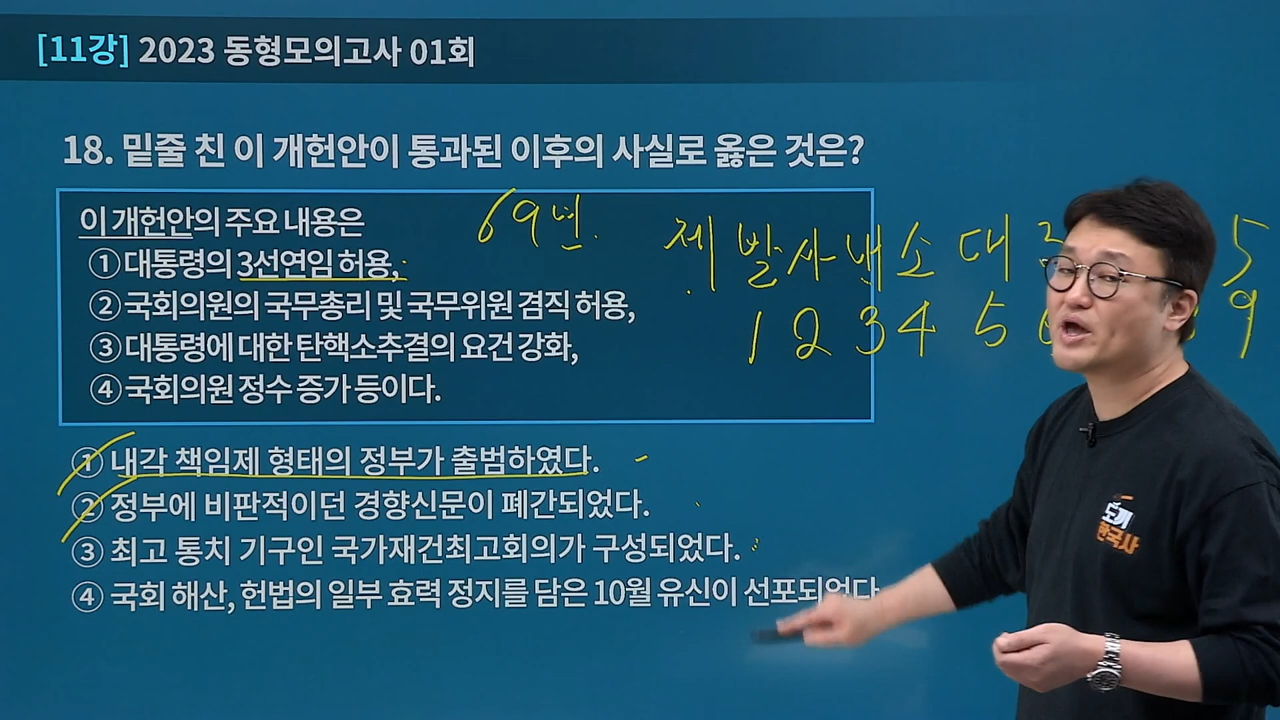 [11강] 2023 동형모의고사 01회
18. 밑줄 친 이 개헌안이 통과된 이후의 사실로 옳은 것은?
이 개헌안의 주요 내용은
① 대통령의 3선연임 허용,
② 국회의원의 국무총리 및 국무위원 겸직 허용,
③ 대통령에 대한 탄핵소추결의 요건 강화,
④ 국회의원 정수 증가 등이다.
69년.
제 발 사 내 소 대 5
1 2 3 4 5 6 9
① 내각 책임제 형태의 정부가 출범하였다.
② 정부에 비판적이던 경향신문이 폐간되었다.
③ 최고 통치 기구인 국가재건최고회의가 구성되었다.
④ 국회 해산, 헌법의 일부 효력 정지를 담은 10월 유신이 선포되었다
도끼
한국사